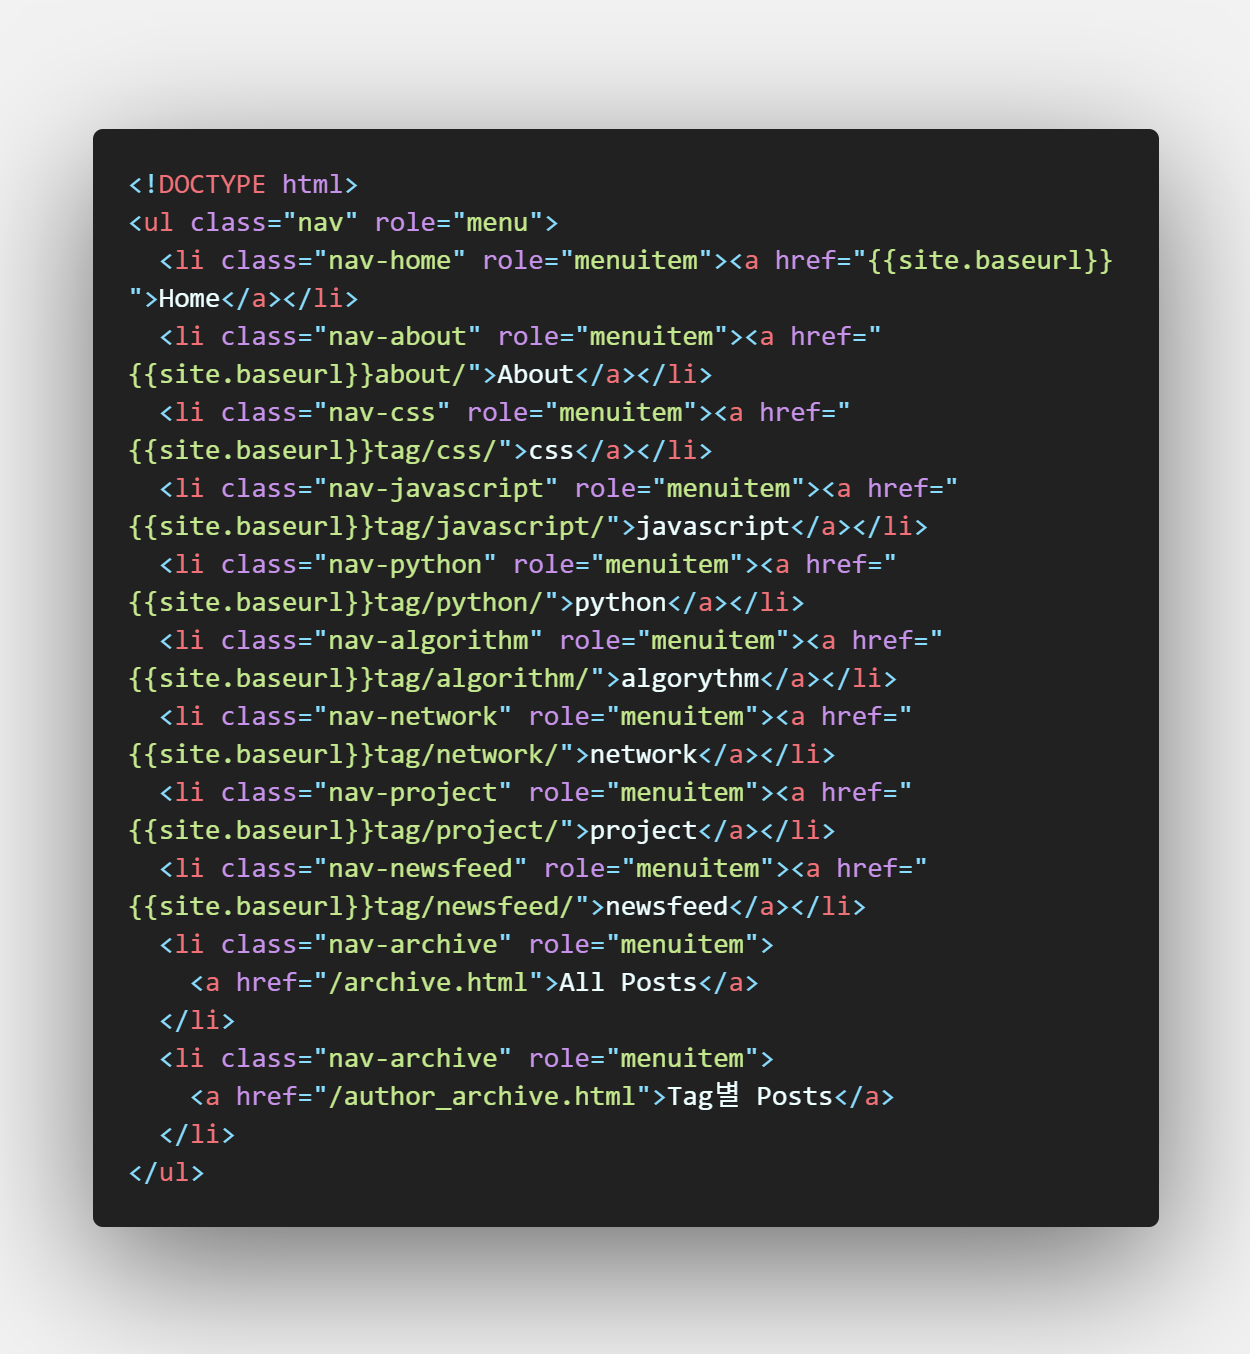 <!DOCTYPE html>
<ul class="nav" role="menu">
  <li class="nav-home" role="menuitem"><a href="{{site.baseurl}}
">Home</a></li>
  <li class="nav-about" role="menuitem"><a href="
{{site.baseurl}}about/">About</a></li>
  <li class="nav-css" role="menuitem"><a href="
{{site.baseurl}}tag/css/">css</a></li>
  <li class="nav-javascript" role="menuitem"><a href="
{{site.baseurl}}tag/javascript/">javascript</a></li>
  <li class="nav-python" role="menuitem"><a href="
{{site.baseurl}}tag/python/">python</a></li>
  <li class="nav-algorithm" role="menuitem"><a href="
{{site.baseurl}}tag/algorithm/">algorythm</a></li>
  <li class="nav-network" role="menuitem"><a href="
{{site.baseurl}}tag/network/">network</a></li>
  <li class="nav-project" role="menuitem"><a href="
{{site.baseurl}}tag/project/">project</a></li>
  <li class="nav-newsfeed" role="menuitem"><a href="
{{site.baseurl}}tag/newsfeed/">newsfeed</a></li>
  <li class="nav-archive" role="menuitem">
    <a href="/archive.html">All Posts</a>
  </li>
  <li class="nav-archive" role="menuitem">
    <a href="/author_archive.html">Tag별 Posts</a>
  </li>
</ul>